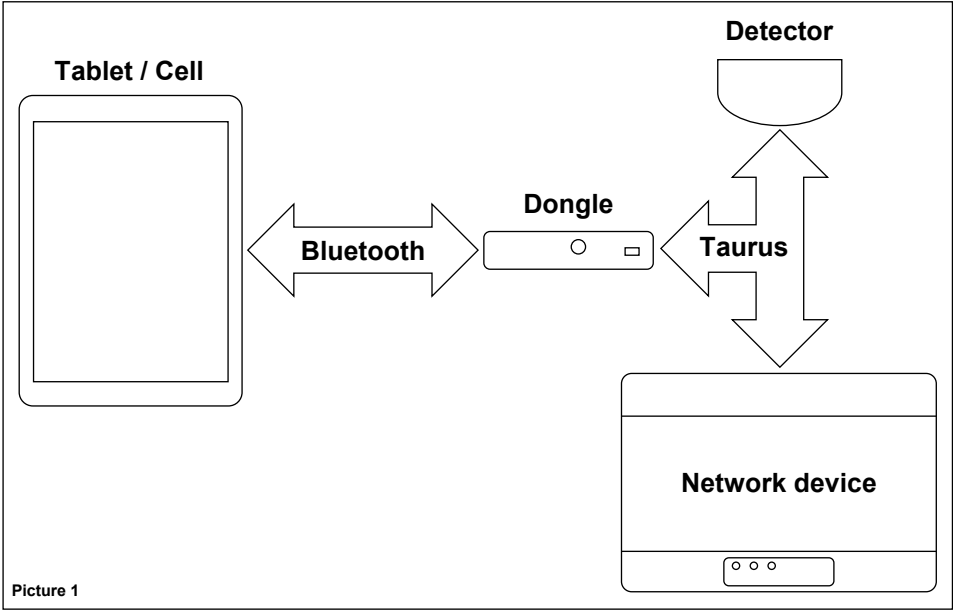 Detector
Tablet / Cell
Dongle
Bluetooth
Taurus
Network device
Picture 1